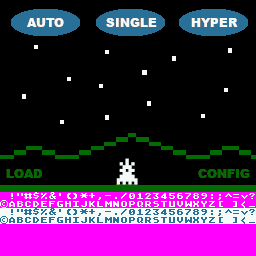 AUTO SINGLE HYPER
LOAD CONFIG
!"#$%&'()*+,-./0123456789:;^=v?
©ABCDEFGHIJKLMNOPQRSTUVWXYZ[\]^_
!"#$%&'()*+,-./0123456789:;^=v?
©ABCDEFGHIJKLMNOPQRSTUVWXYZ[\]^_